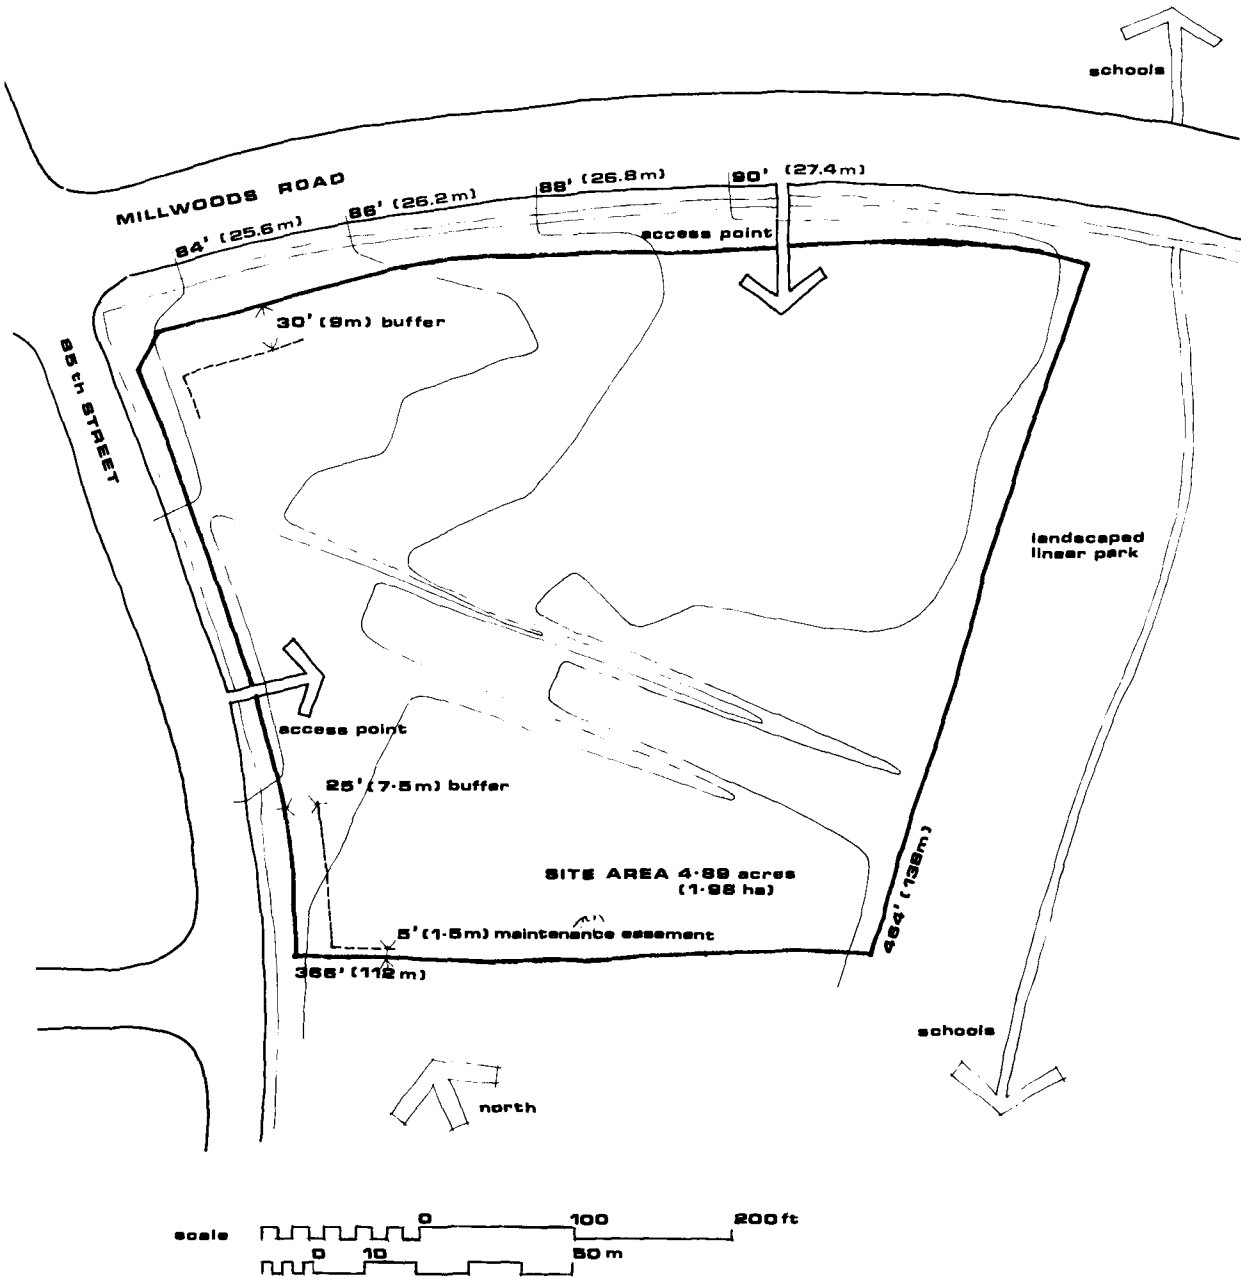 schools
MILLWOODS ROAD
84' (25.6m)
86' (26.2m)
88' (26.8m)
90' (27.4m)
access point
30' (9m) buffer
85th STREET
landscaped
linear park
access point
25' (7·5m) buffer
SITE AREA 4·89 acres
(1·98 ha)
5' (1·5m) maintenance easement
366' (112m)
464' (138m)
schools
north
scale
0 100 200 ft
0 10 50 m